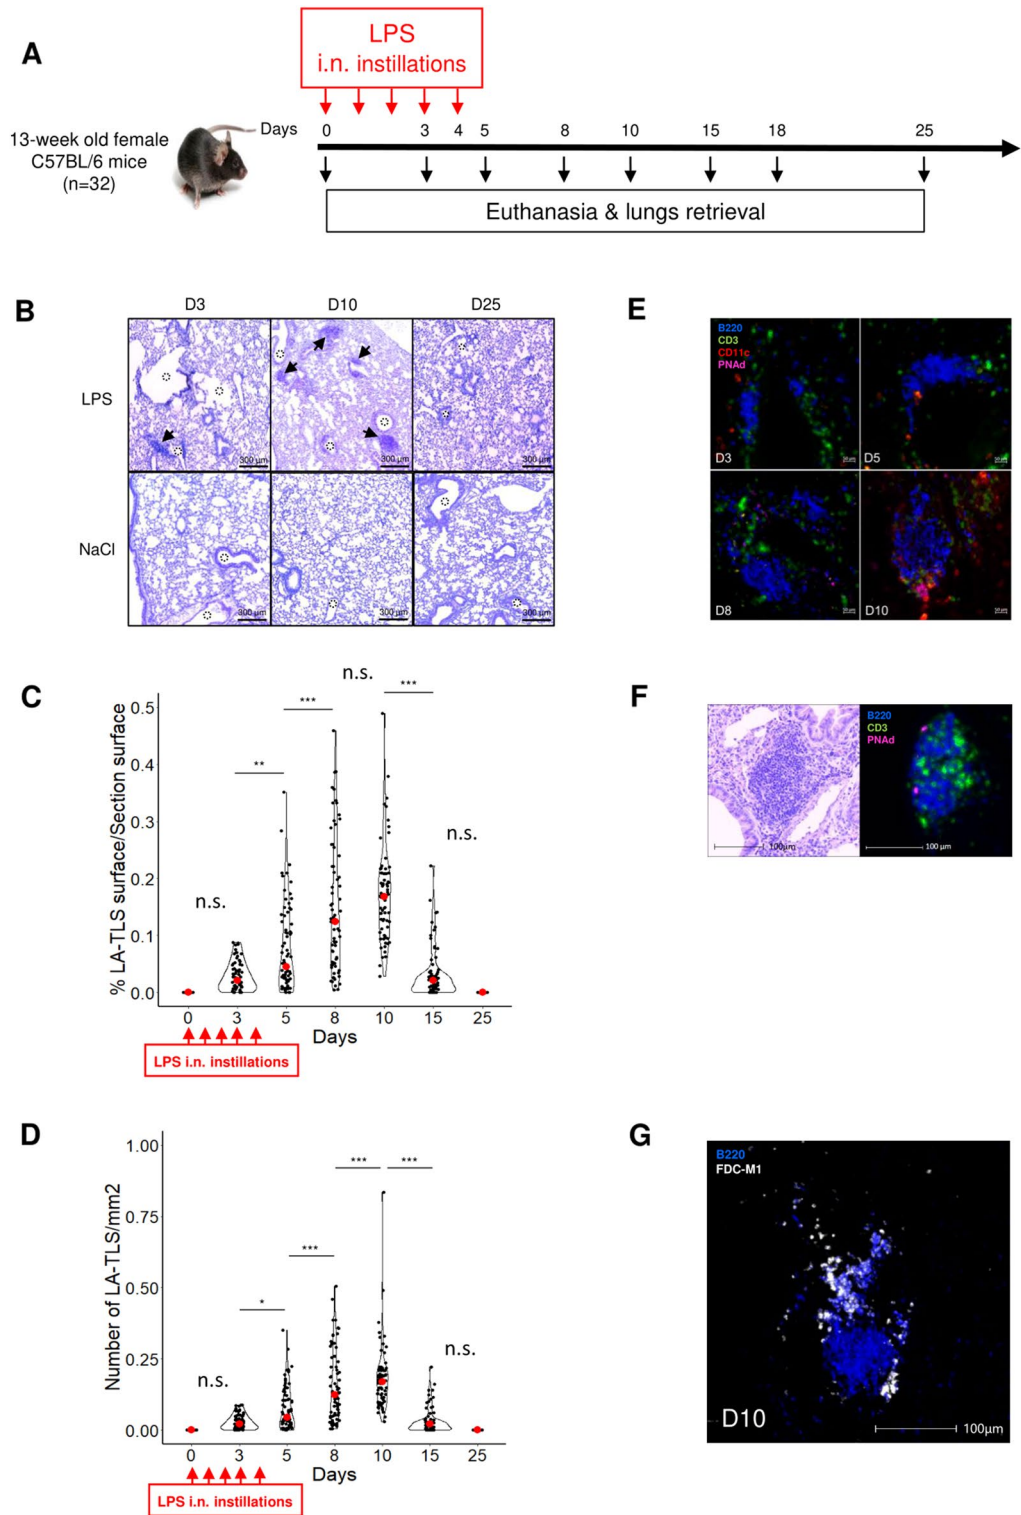 A
LPS
i.n. instillations
13-week old female
C57BL/6 mice
(n=32)
Days
0 3 4 5 8 10 15 18 25
Euthanasia & lungs retrieval
B
D3 D10 D25
LPS
300 µm 300 µm 300 µm
NaCl
300 µm 300 µm 300 µm
E
B220
CD3
CD11c
PNAd
D3 D5
D8 D10
C
% LA-TLS surface/Section surface
0.5
0.3
0.2
0.1
0.0
n.s.
**
***
n.s.
***
n.s.
0 3 5 8 10 15 25
Days
LPS i.n. instillations
F
B220
CD3
PNAd
100µm
100 µm
D
Number of LA-TLS/mm2
1.00
0.75
0.50
0.25
0.00
n.s.
*
***
***
***
n.s.
0 3 5 8 10 15 25
Days
LPS i.n. instillations
G
B220
FDC-M1
D10
100µm